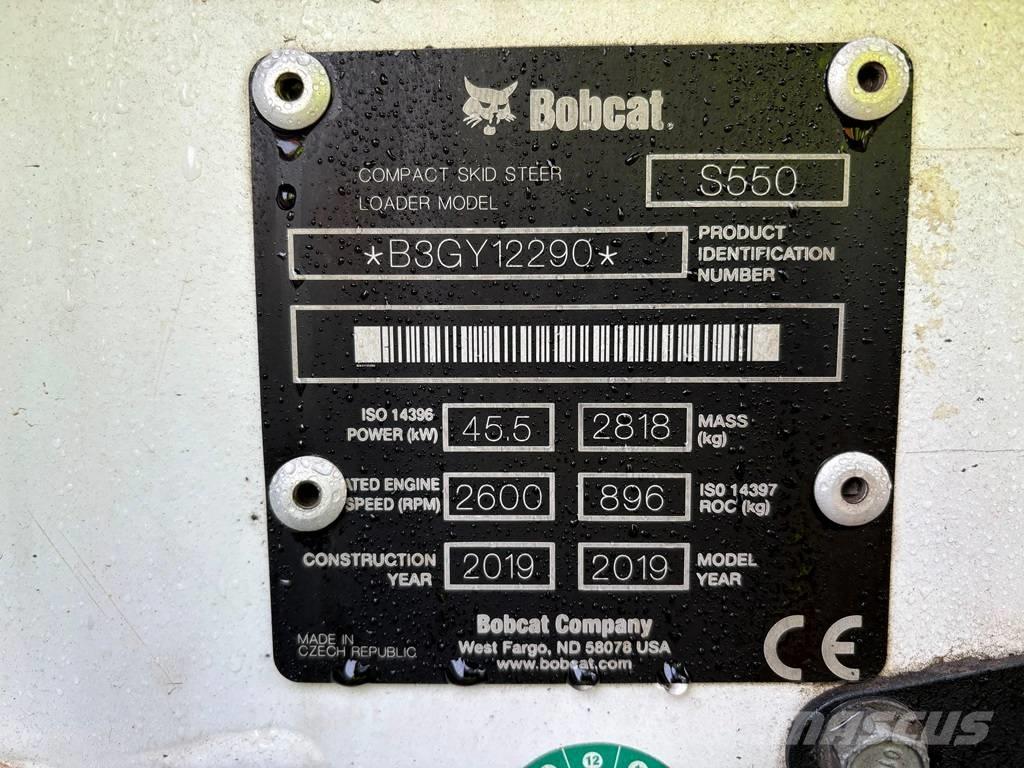 Bobcat
COMPACT SKID STEER
LOADER MODEL
S550
*B3GY12290*
PRODUCT
IDENTIFICATION
NUMBER
ISO 14396
POWER (kW)
45.5
2818
MASS
(kg)
ATED ENGINE
SPEED (RPM)
2600
896
ISO 14397
ROC (kg)
CONSTRUCTION
YEAR
2019
2019
MODEL
YEAR
Bobcat Company
West Fargo, ND 58078 USA
www.bobcat.com
MADE IN
CZECH REPUBLIC
CE
12
MASCUS